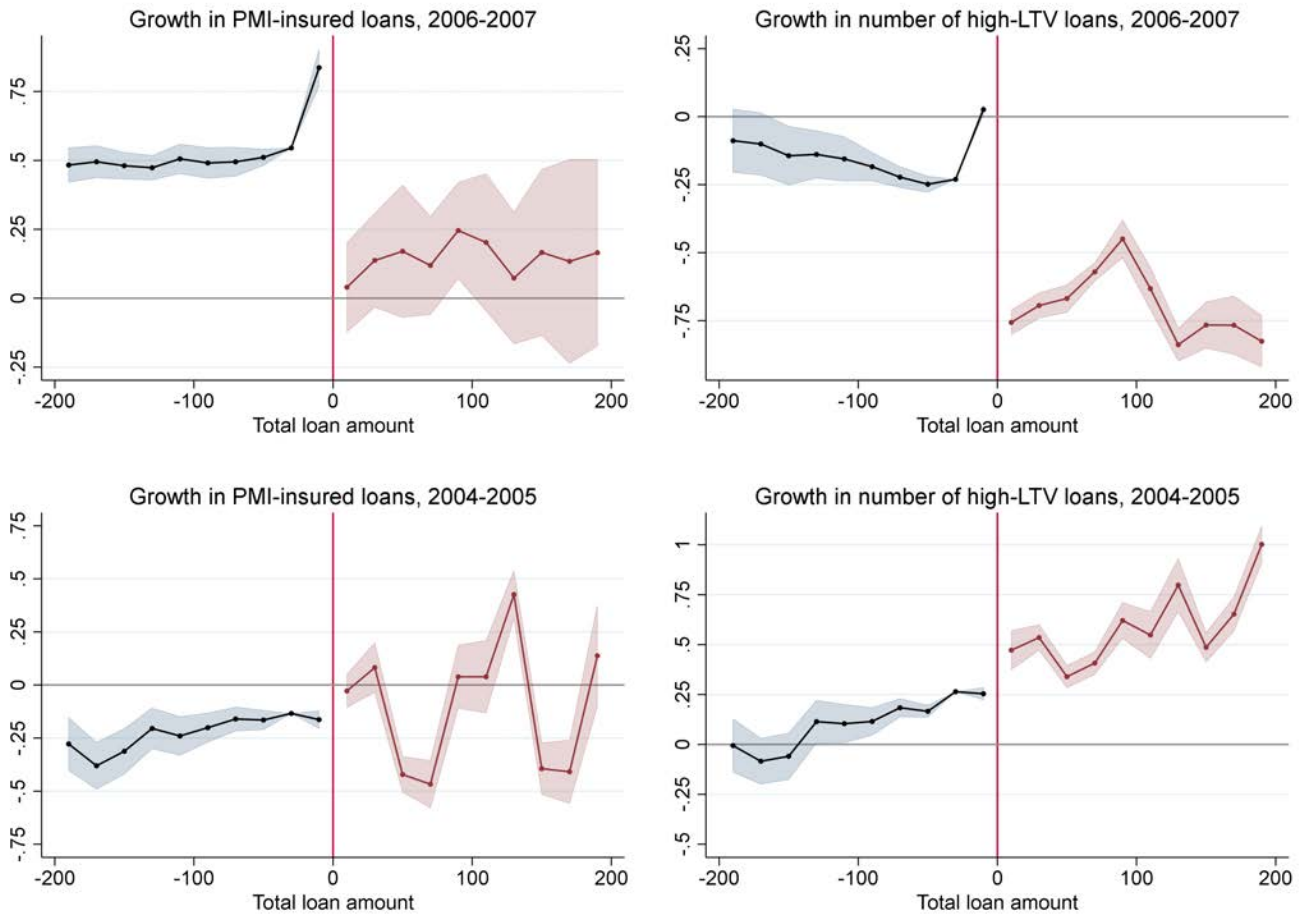 Growth in PMI-insured loans, 2006-2007
.75
.5
.25
0
-.25
-200 -100 0 100 200
Total loan amount
Growth in number of high-LTV loans, 2006-2007
.25
0
-.25
-.5
-.75
-200 -100 0 100 200
Total loan amount
Growth in PMI-insured loans, 2004-2005
.75
.5
.25
0
-.25
-.5
-.75
-200 -100 0 100 200
Total loan amount
Growth in number of high-LTV loans, 2004-2005
1
.75
.5
.25
0
-.25
-.5
-200 -100 0 100 200
Total loan amount